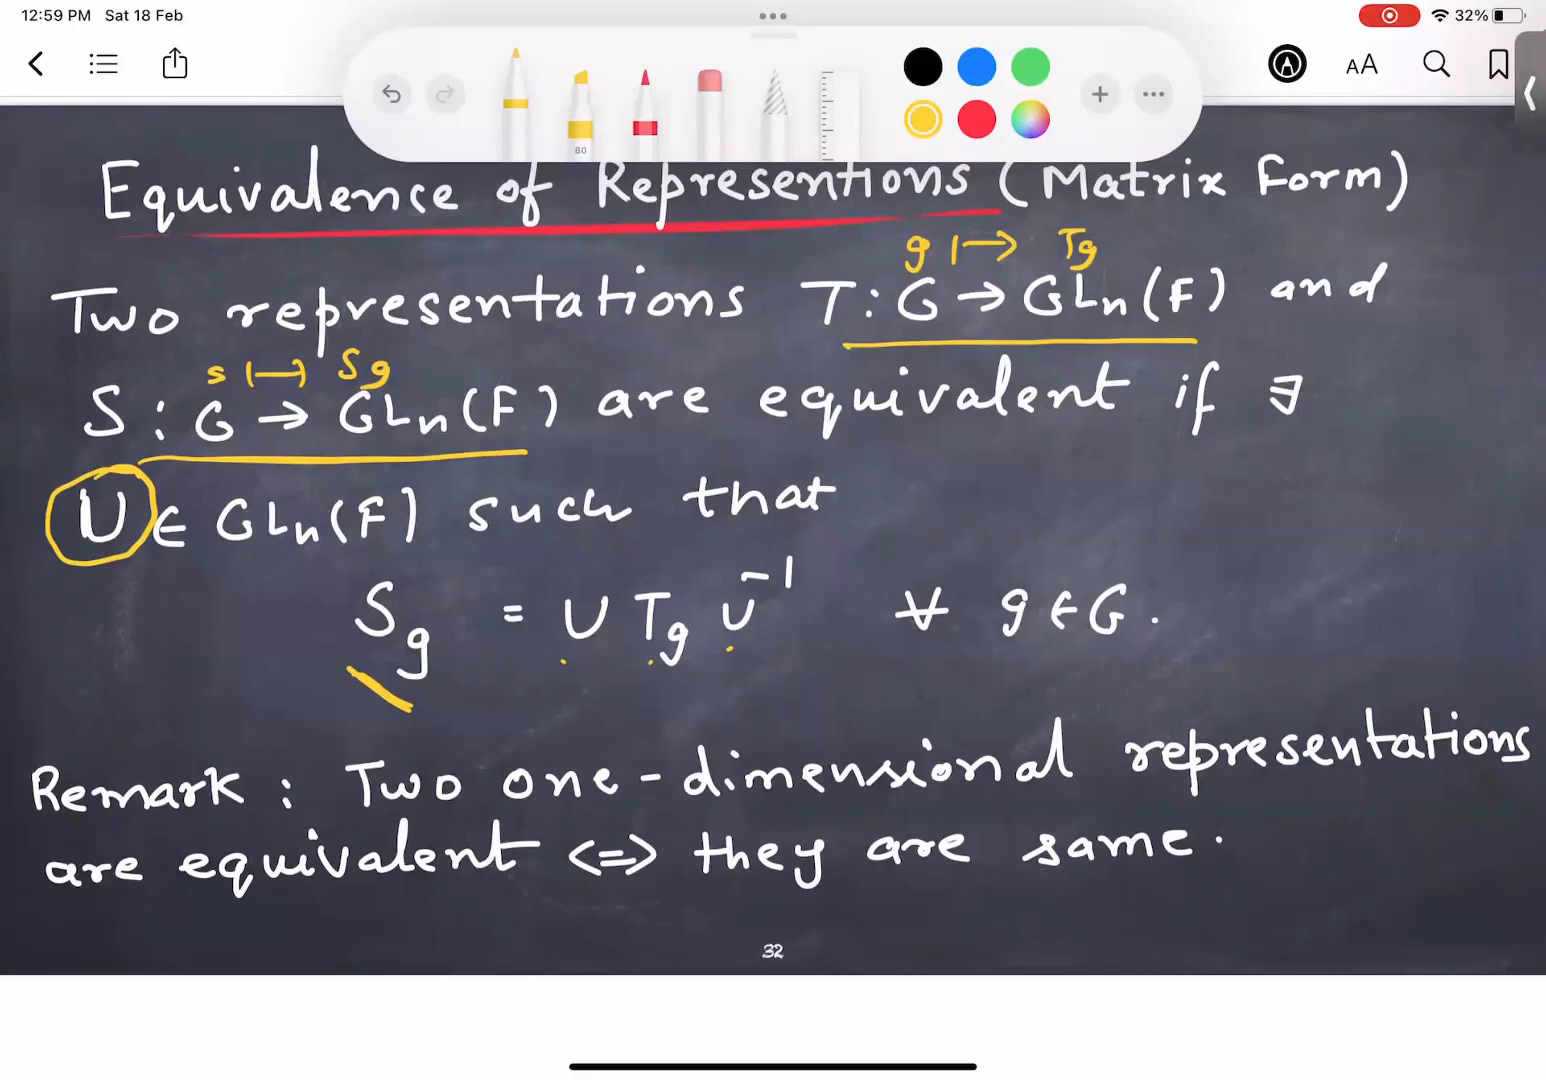 12:59 PM Sat 18 Feb
32%
AA
80
Equivalence of Representions (Matrix Form)
g ↦ Tg
Two representations T: G → GLn(F) and
s ↦ Sg
S: G → GLn(F) are equivalent if ∃
U ∈ GLn(F) such that
Sg = U Tg U⁻¹ ∀ g ∈ G.
Remark: Two one-dimensional representations
are equivalent <=> they are same.
32